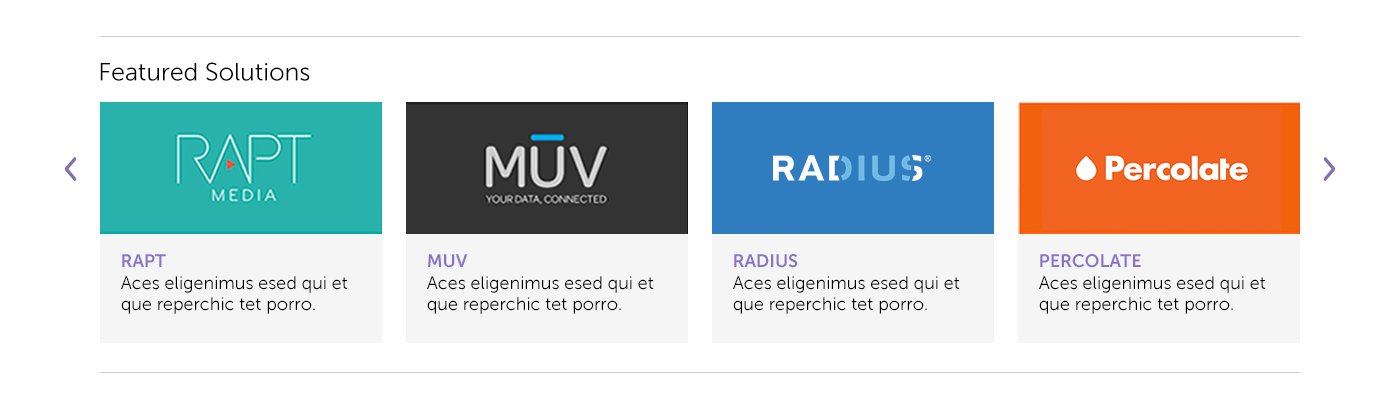 Featured Solutions
RAPT
MEDIA
MŪV
YOUR DATA, CONNECTED
RADIUS®
Percolate
RAPT
Aces eligenimus esed qui et
que reperchic tet porro.
MUV
Aces eligenimus esed qui et
que reperchic tet porro.
RADIUS
Aces eligenimus esed qui et
que reperchic tet porro.
PERCOLATE
Aces eligenimus esed qui et
que reperchic tet porro.